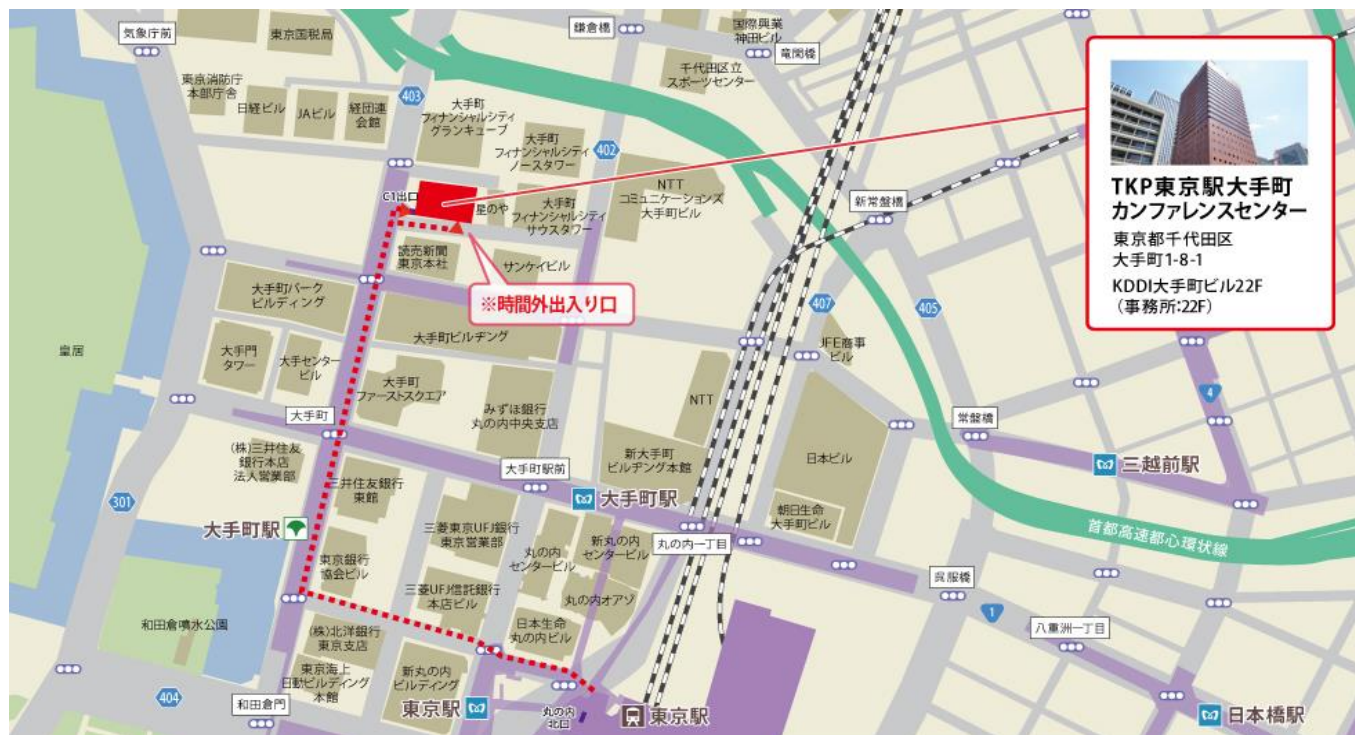 気象庁前
東京国税局
鎌倉橋
国際興業
神田ビル
竜閑橋
千代田区立
スポーツセンター
東京消防庁
本部庁舎
日経ビル
JAビル
経団連
会館
403
大手町
フィナンシャルシティ
グランキューブ
大手町
フィナンシャルシティ
ノースタワー
402
NTT
コミュニケーションズ
大手町ビル
新常盤橋
TKP東京駅大手町
カンファレンスセンター
東京都千代田区
大手町1-8-1
KDDI大手町ビル22F
(事務所:22F)
C1出口
星のや
大手町
フィナンシャルシティ
サウスタワー
読売新聞
東京本社
サンケイビル
※時間外出入り口
大手町パーク
ビルディング
大手町ビルヂング
407
405
JFE商事
ビル
皇居
大手門
タワー
大手センター
ビル
大手町
ファーストスクエア
NTT
4
大手町
みずほ銀行
丸の内中央支店
常盤橋
(株)三井住友
銀行本店
法人営業部
大手町駅前
新大手町
ビルヂング本館
日本ビル
三越前駅
301
三井住友銀行
東館
大手町駅
大手町駅
朝日生命
大手町ビル
丸の内一丁目
首都高速都心環状線
三菱東京UFJ銀行
東京営業部
丸の内
センタービル
新丸の内
センタービル
東京銀行
協会ビル
三菱UFJ信託銀行
本店ビル
丸の内オアゾ
呉服橋
1
八重洲一丁目
和田倉噴水公園
(株)北洋銀行
東京支店
日本生命
丸の内ビル
東京海上
日動ビルディング
本館
新丸の内
ビルディング
404
和田倉門
東京駅
丸の内
北口
東京駅
日本橋駅